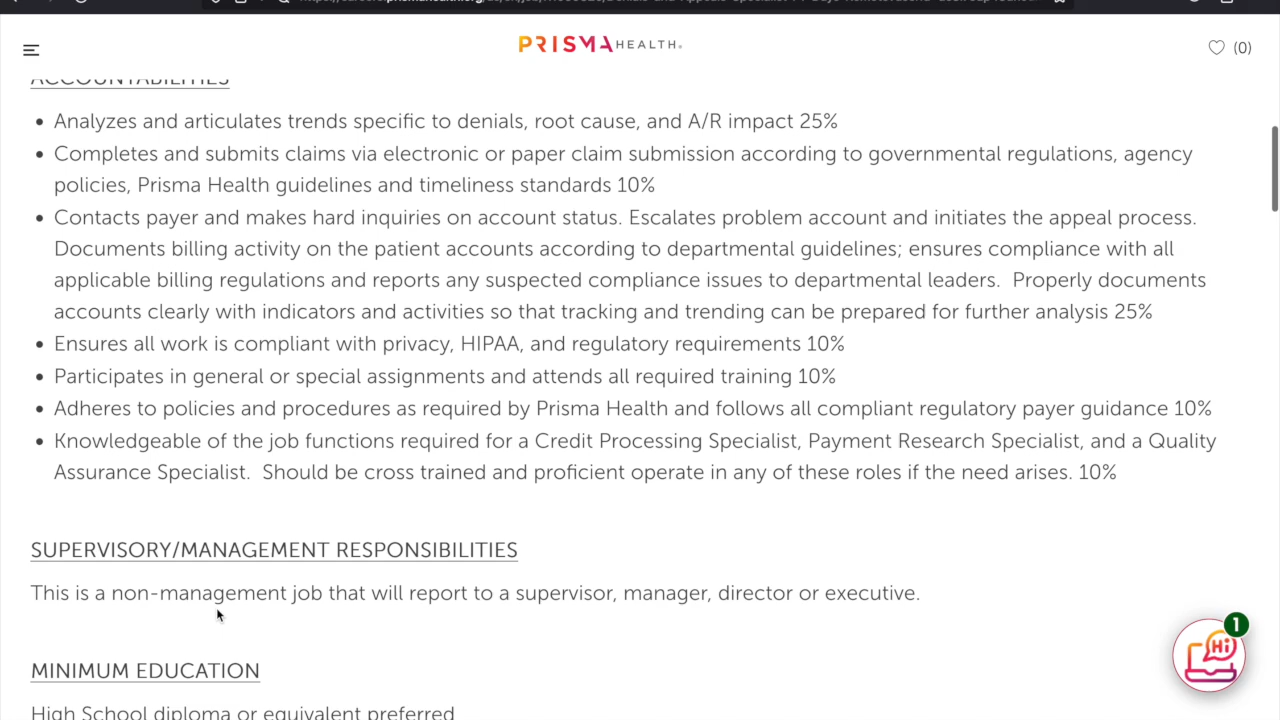 PRISMA HEALTH.
(0)
ACCOUNTABILITIES
• Analyzes and articulates trends specific to denials, root cause, and A/R impact 25%
• Completes and submits claims via electronic or paper claim submission according to governmental regulations, agency
policies, Prisma Health guidelines and timeliness standards 10%
• Contacts payer and makes hard inquiries on account status. Escalates problem account and initiates the appeal process.
Documents billing activity on the patient accounts according to departmental guidelines; ensures compliance with all
applicable billing regulations and reports any suspected compliance issues to departmental leaders.  Properly documents
accounts clearly with indicators and activities so that tracking and trending can be prepared for further analysis 25%
• Ensures all work is compliant with privacy, HIPAA, and regulatory requirements 10%
• Participates in general or special assignments and attends all required training 10%
• Adheres to policies and procedures as required by Prisma Health and follows all compliant regulatory payer guidance 10%
• Knowledgeable of the job functions required for a Credit Processing Specialist, Payment Research Specialist, and a Quality
Assurance Specialist.  Should be cross trained and proficient operate in any of these roles if the need arises. 10%
SUPERVISORY/MANAGEMENT RESPONSIBILITIES
This is a non-management job that will report to a supervisor, manager, director or executive.
1
Hi
MINIMUM EDUCATION
High School diploma or equivalent preferred